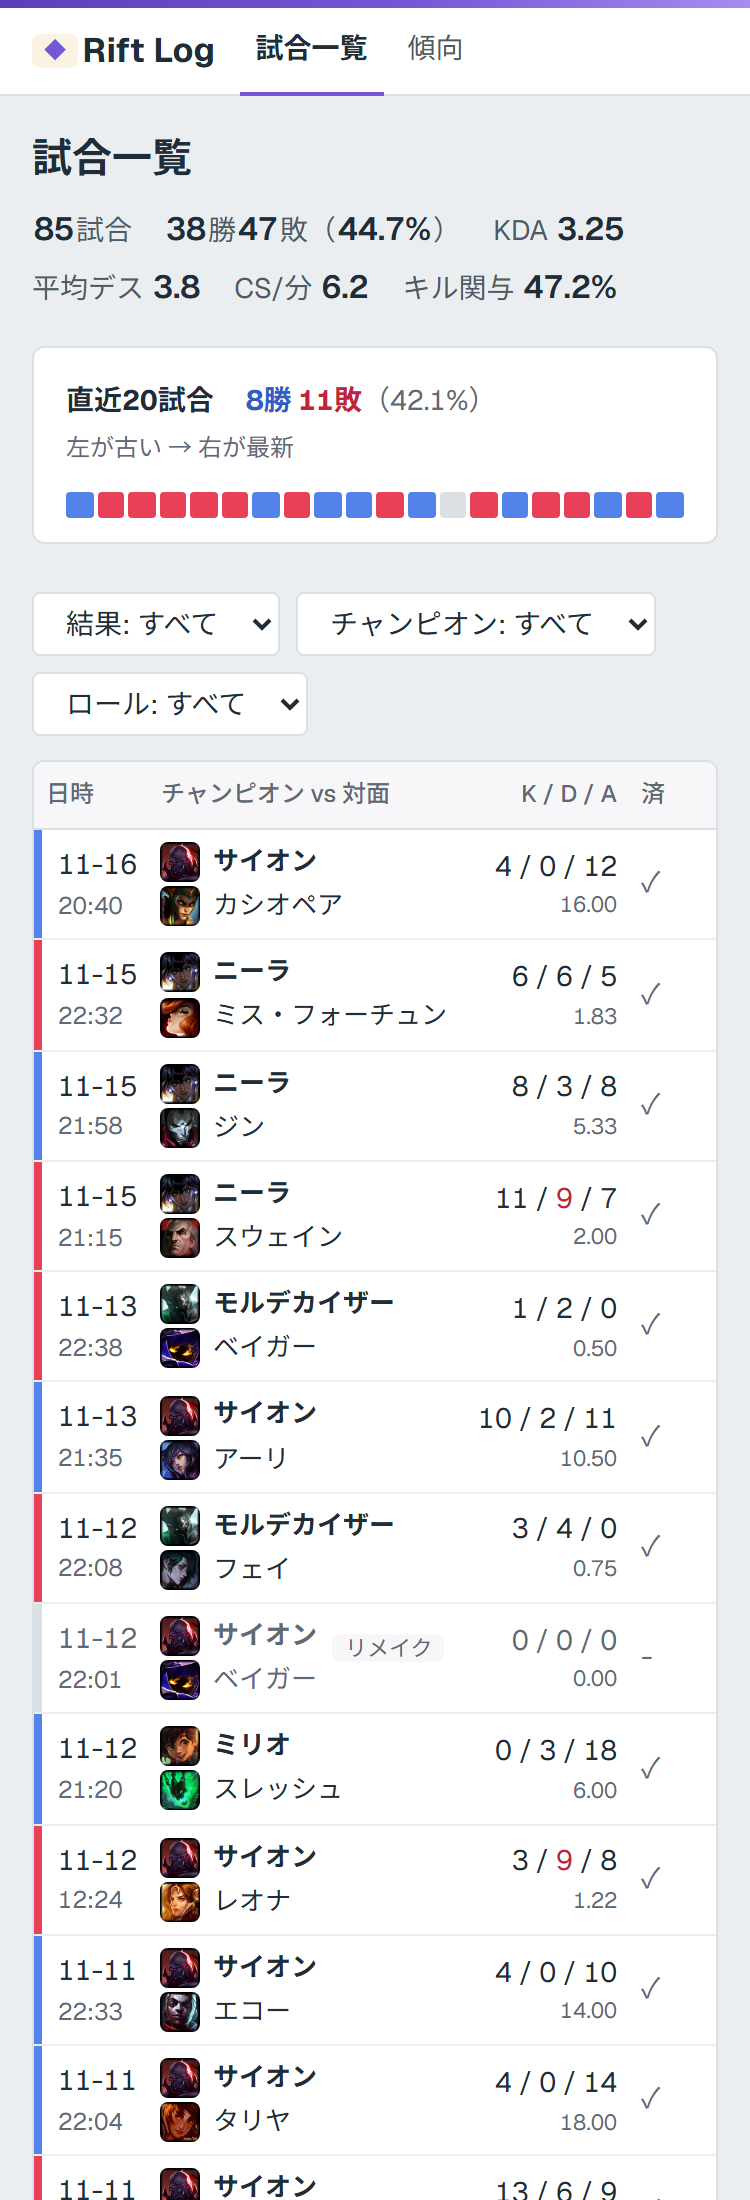 Rift Log 試合一覧 傾向
試合一覧
85試合 38勝47敗（44.7%） KDA 3.25
平均デス 3.8 CS/分 6.2 キル関与 47.2%
直近20試合 8勝 11敗（42.1%）
左が古い → 右が最新
結果: すべて チャンピオン: すべて
ロール: すべて
日時 チャンピオン vs 対面 K / D / A 済
11-16 サイオン 4 / 0 / 12 ✓
20:40 カシオペア 16.00
11-15 ニーラ 6 / 6 / 5 ✓
22:32 ミス・フォーチュン 1.83
11-15 ニーラ 8 / 3 / 8 ✓
21:58 ジン 5.33
11-15 ニーラ 11 / 9 / 7 ✓
21:15 スウェイン 2.00
11-13 モルデカイザー 1 / 2 / 0 ✓
22:38 ベイガー 0.50
11-13 サイオン 10 / 2 / 11 ✓
21:35 アーリ 10.50
11-12 モルデカイザー 3 / 4 / 0 ✓
22:08 フェイ 0.75
11-12 サイオン リメイク 0 / 0 / 0 -
22:01 ベイガー 0.00
11-12 ミリオ 0 / 3 / 18 ✓
21:20 スレッシュ 6.00
11-12 サイオン 3 / 9 / 8 ✓
12:24 レオナ 1.22
11-11 サイオン 4 / 0 / 10 ✓
22:33 エコー 14.00
11-11 サイオン 4 / 0 / 14 ✓
22:04 タリヤ 18.00
11-11 サイオン 13 / 6 / 9